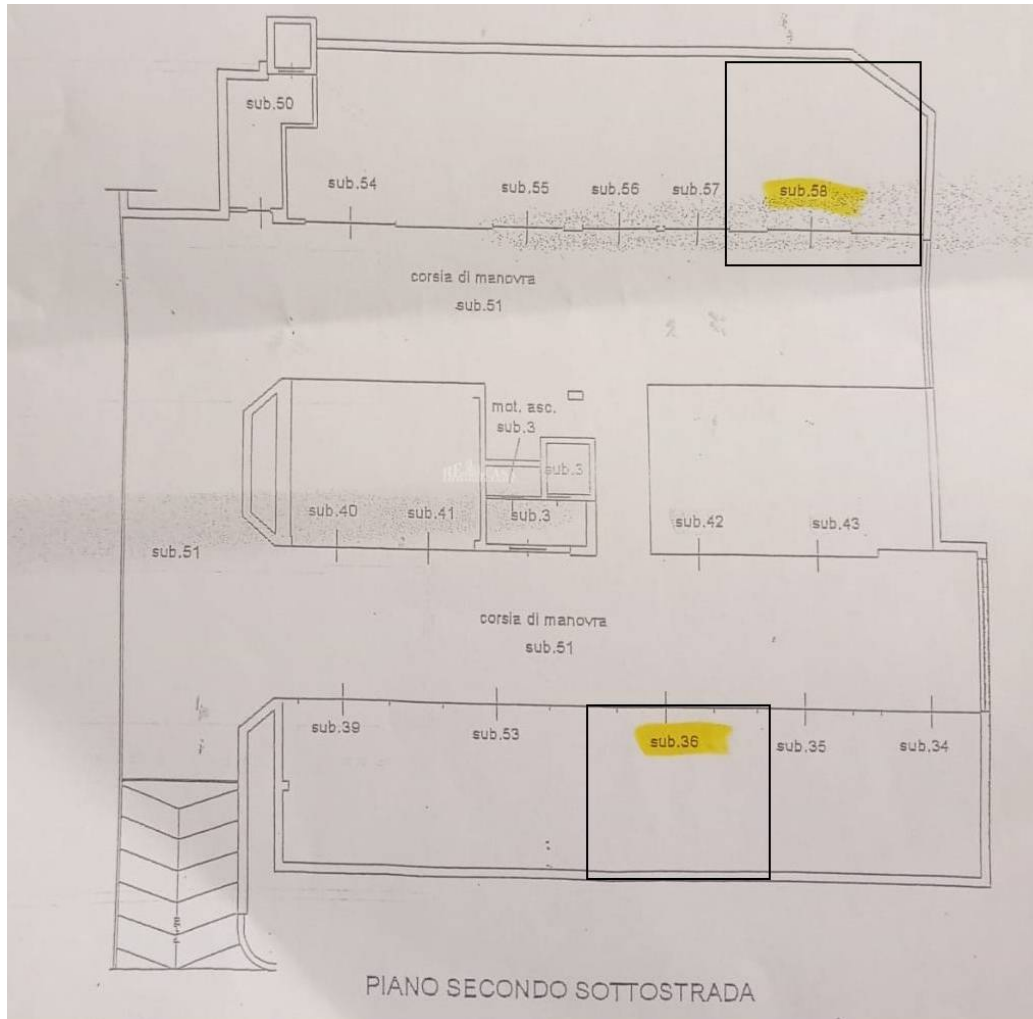 sub.50
sub.54
sub.55
sub.56
sub.57
sub.58
corsia di manovra
sub.51
mot. asc.
sub.3
sub.3
sub.40
sub.41
sub.3
sub.42
sub.43
sub.51
corsia di manovra
sub.51
sub.39
sub.53
sub.36
sub.35
sub.34
PIANO SECONDO SOTTOSTRADA